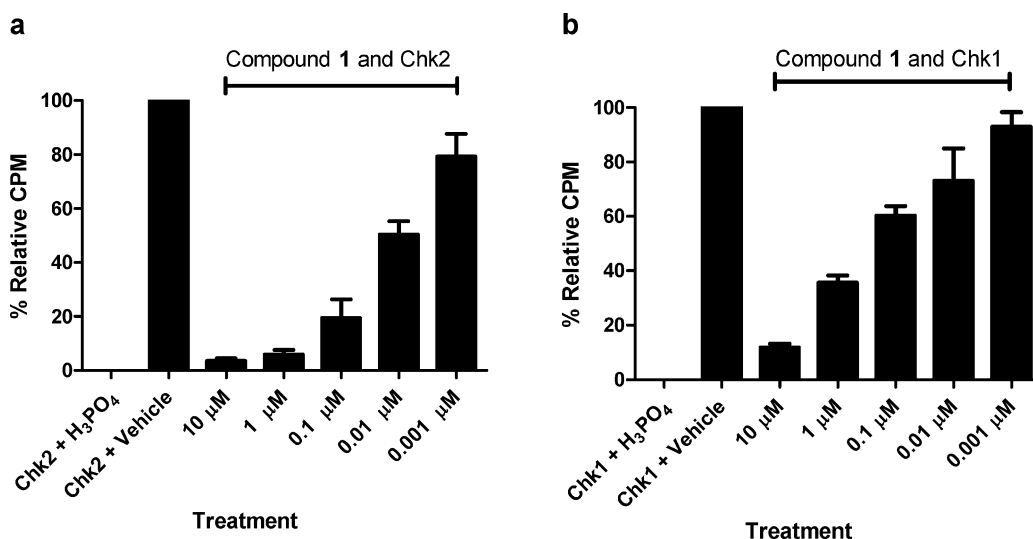 a
Compound 1 and Chk2
% Relative CPM
100
80
60
40
20
0
Chk2 + H₃PO₄
Chk2 + Vehicle
10 µM
1 µM
0.1 µM
0.01 µM
0.001 µM
Treatment
b
Compound 1 and Chk1
% Relative CPM
100
80
60
40
20
0
Chk1 + H₃PO₄
Chk1 + Vehicle
10 µM
1 µM
0.1 µM
0.01 µM
0.001 µM
Treatment